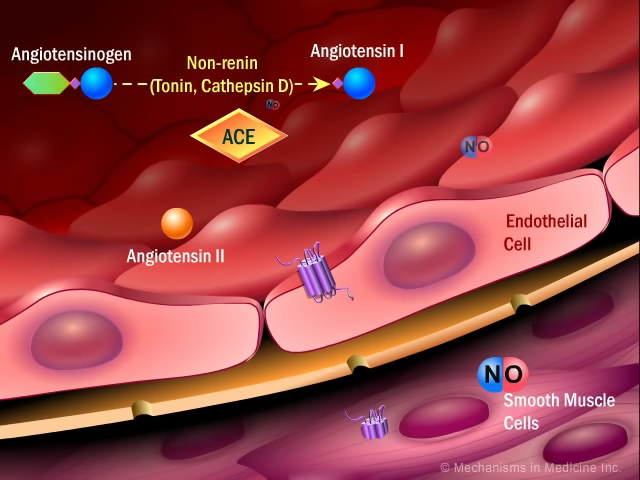 Angiotensinogen
Non-renin
(Tonin, Cathepsin D)
Angiotensin I
NO
ACE
NO
Angiotensin II
Endothelial
Cell
NO
Smooth Muscle
Cells
© Mechanisms in Medicine Inc.